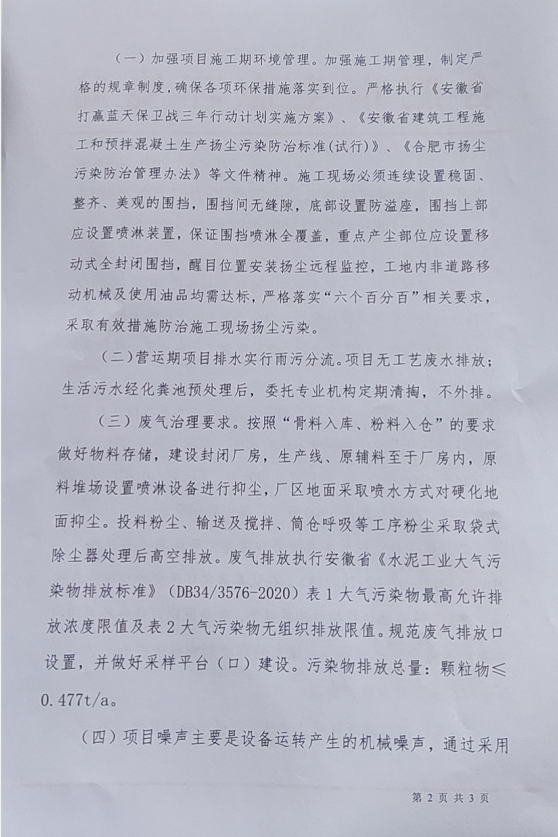 （一）加强项目施工期环境管理。加强施工期管理，制定严
格的规章制度,确保各项环保措施落实到位。严格执行《安徽省
打赢蓝天保卫战三年行动计划实施方案》、《安徽省建筑工程施
工和预拌混凝土生产扬尘污染防治标准(试行)》、《合肥市扬尘
污染防治管理办法》等文件精神。施工现场必须连续设置稳固、
整齐、美观的围挡，围挡间无缝隙，底部设置防溢座，围挡上部
应设置喷淋装置，保证围挡喷淋全覆盖，重点产尘部位应设置移
动式全封闭围挡，醒目位置安装扬尘远程监控，工地内非道路移
动机械及使用油品均需达标，严格落实“六个百分百”相关要求，
采取有效措施防治施工现场扬尘污染。
（二）营运期项目排水实行雨污分流。项目无工艺废水排放；
生活污水经化粪池预处理后，委托专业机构定期清掏，不外排。
（三）废气治理要求。按照“骨料入库、粉料入仓”的要求
做好物料存储，建设封闭厂房，生产线、原辅料至于厂房内，原
料堆场设置喷淋设备进行抑尘，厂区地面采取喷水方式对硬化地
面抑尘。投料粉尘、输送及搅拌、筒仓呼吸等工序粉尘采取袋式
除尘器处理后高空排放。废气排放执行安徽省《水泥工业大气污
染物排放标准》（DB34/3576-2020）表 1 大气污染物最高允许排
放浓度限值及表 2 大气污染物无组织排放限值。规范废气排放口
设置，并做好采样平台（口）建设。污染物排放总量：颗粒物≤
0.477t/a。
（四）项目噪声主要是设备运转产生的机械噪声，通过采用
第 2 页 共 3 页